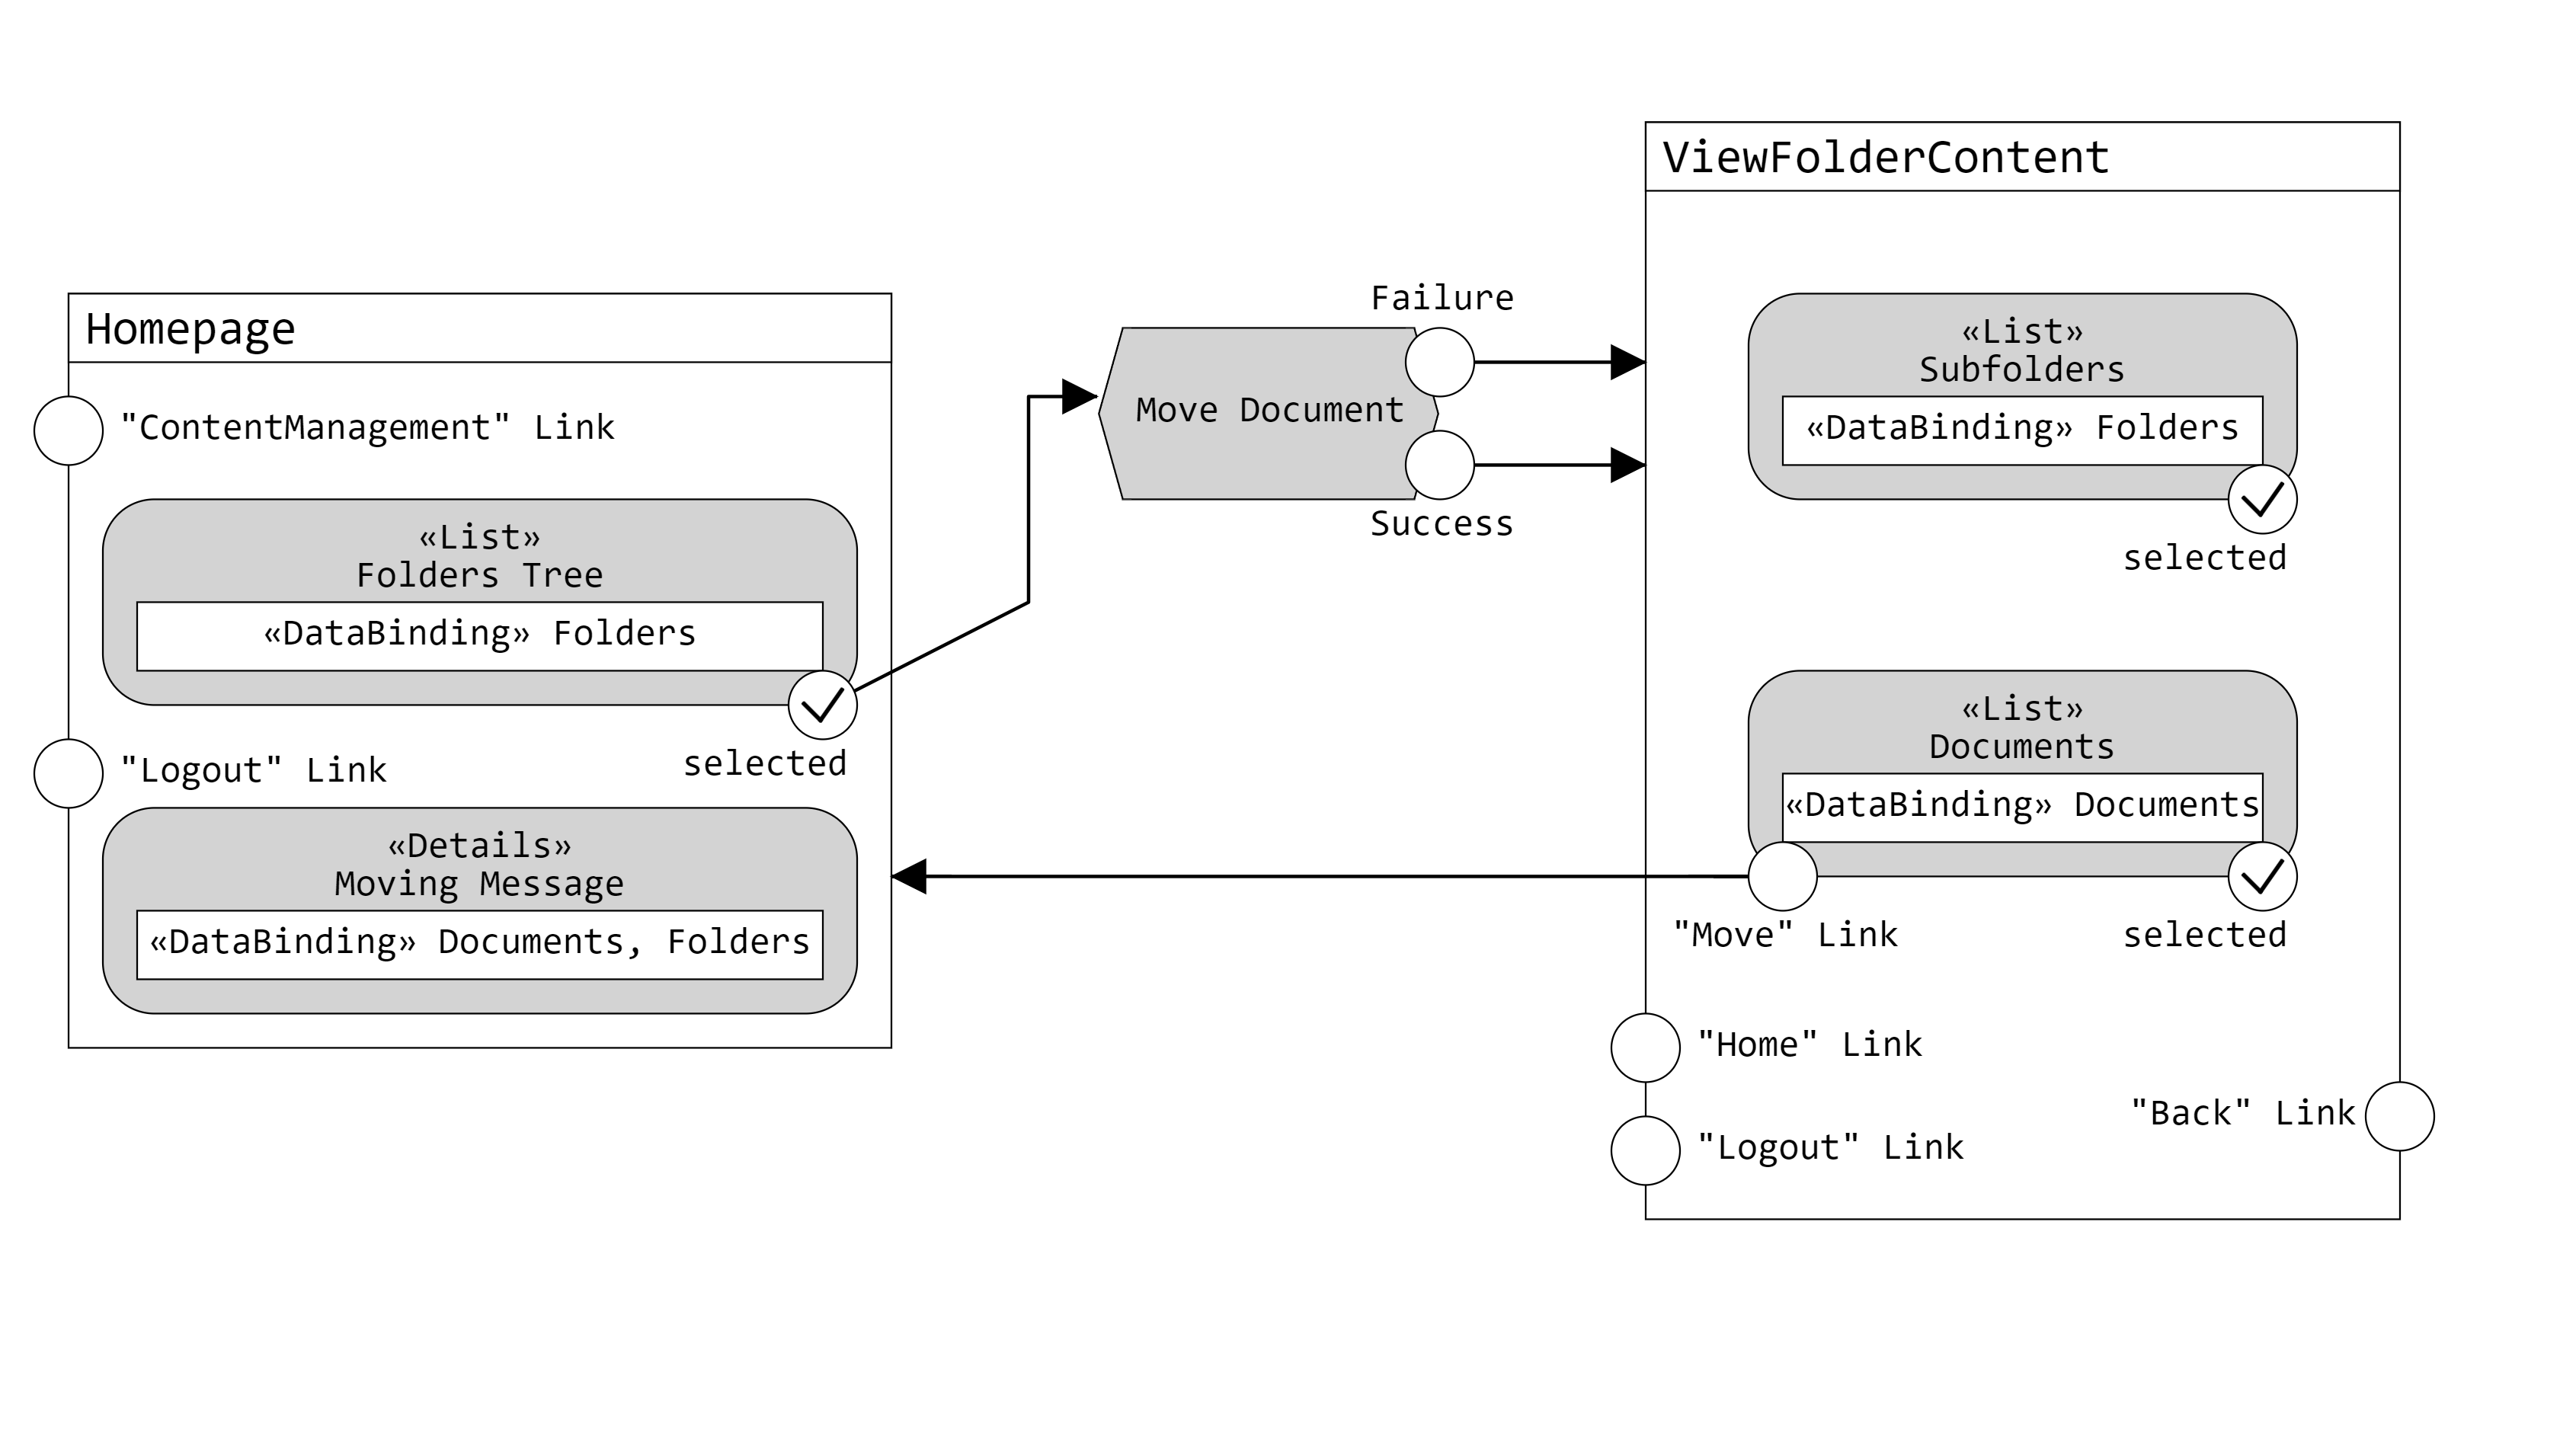 Homepage
"ContentManagement" Link
«List»
Folders Tree
«DataBinding» Folders
selected
"Logout" Link
«Details»
Moving Message
«DataBinding» Documents, Folders
Failure
Move Document
Success
ViewFolderContent
«List»
Subfolders
«DataBinding» Folders
selected
«List»
Documents
«DataBinding» Documents
"Move" Link
selected
"Home" Link
"Back" Link
"Logout" Link